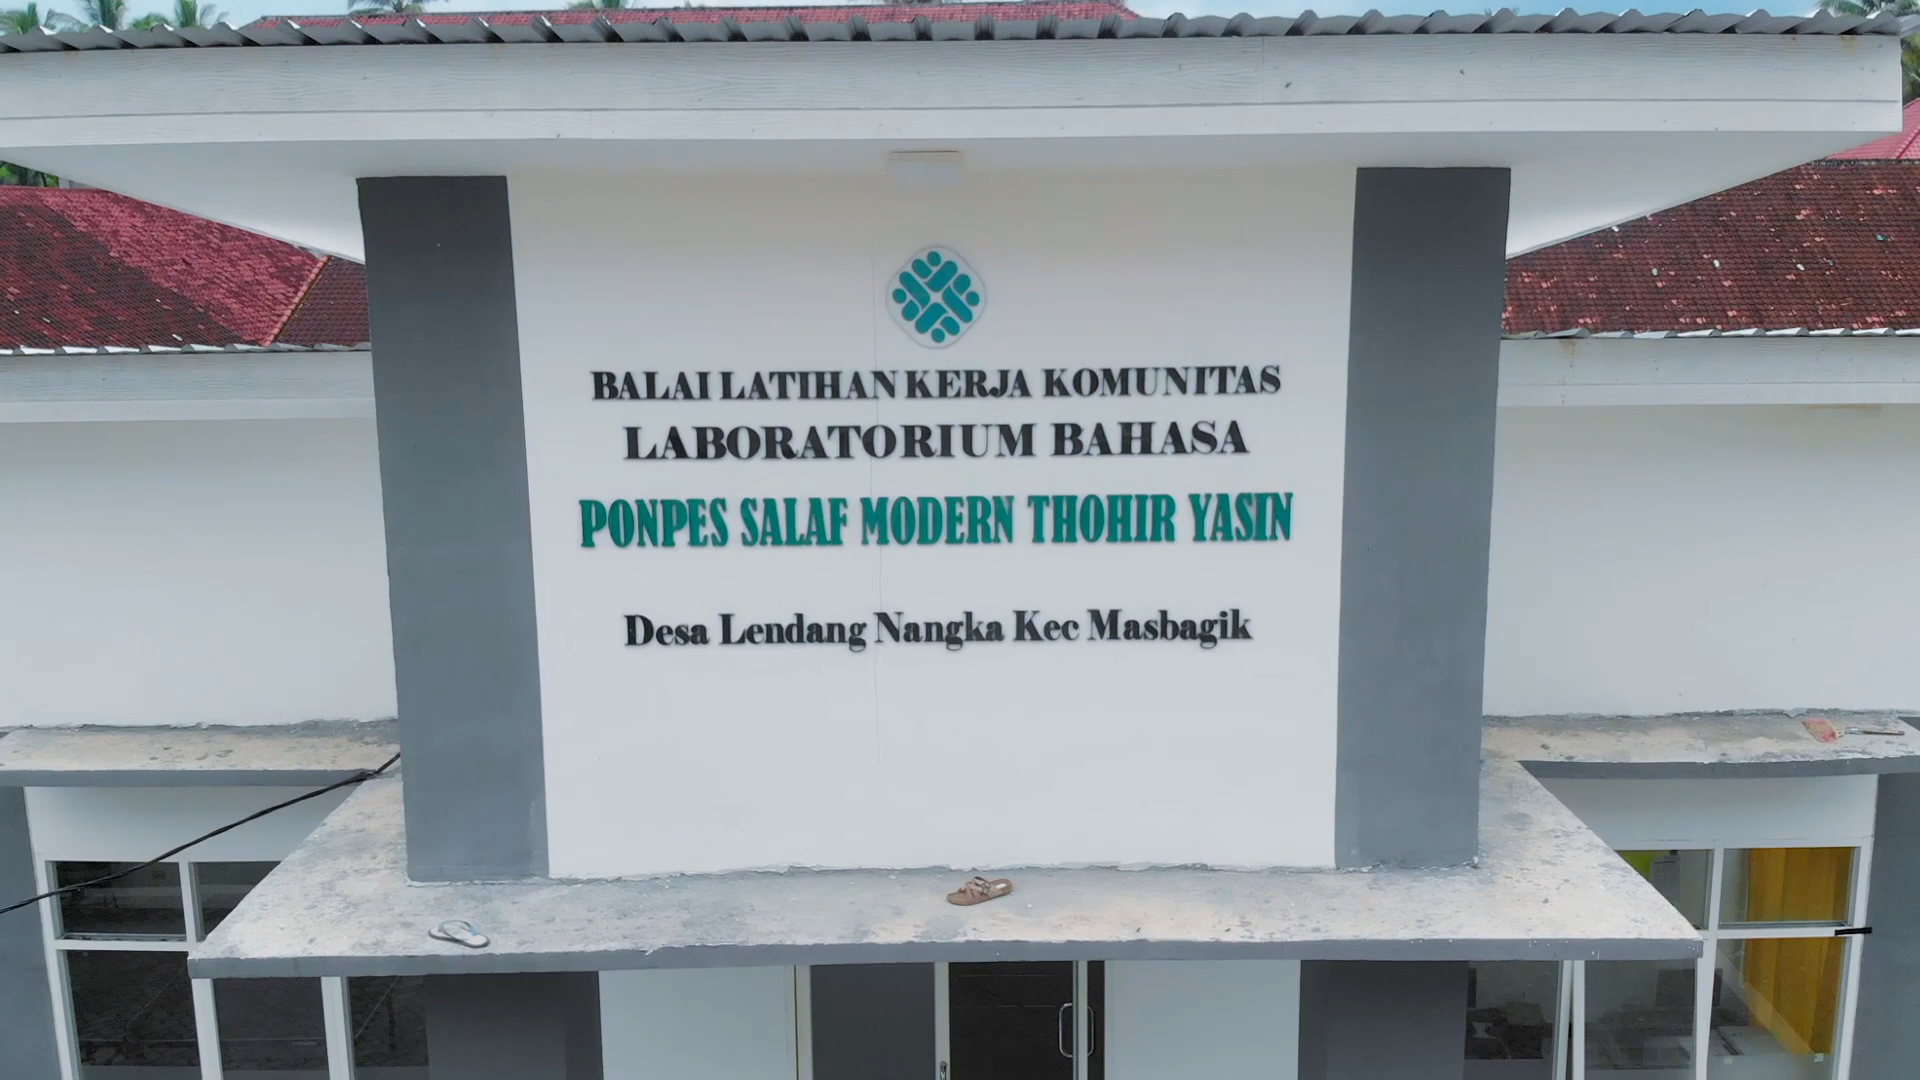 BALAI LATIHAN KERJA KOMUNITAS
LABORATORIUM BAHASA
PONPES SALAF MODERN THOHIR YASIN
Desa Lendang Nangka Kec Masbagik